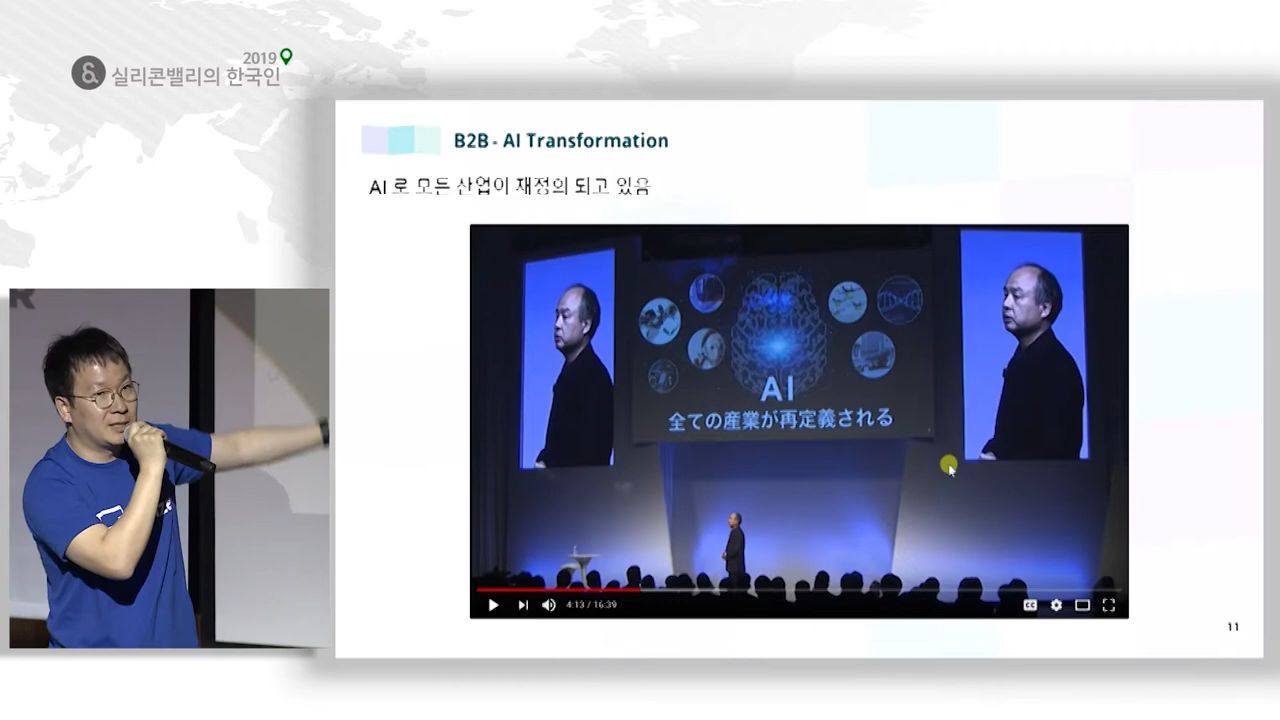 2019
& 실리콘밸리의 한국인
B2B - AI Transformation
AI 로 모든 산업이 재정의 되고 있음
AI
全ての産業が再定義される
4:13 / 16:39
CC
11
R